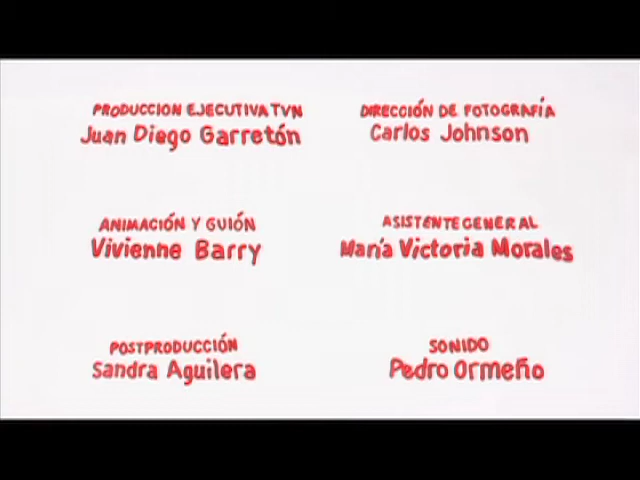 PRODUCCION EJECUTIVA TVN
Juan Diego Garretón
DIRECCIÓN DE FOTOGRAFÍA
Carlos Johnson
ANIMACIÓN Y GUIÓN
Vivienne Barry
ASISTENTE GENERAL
María Victoria Morales
POSTPRODUCCIÓN
Sandra Aguilera
SONIDO
Pedro Ormeño